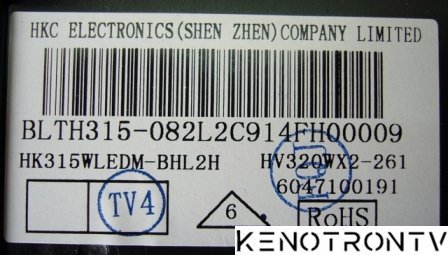 HKC ELECTRONICS(SHEN ZHEN)COMPANY LIMITED
BLTH315-082L2C914FH00009
HK315WLEDM-BHL2H HV320WX2-261
6047100191
TV4
6
RoHS
KENOTRONTV